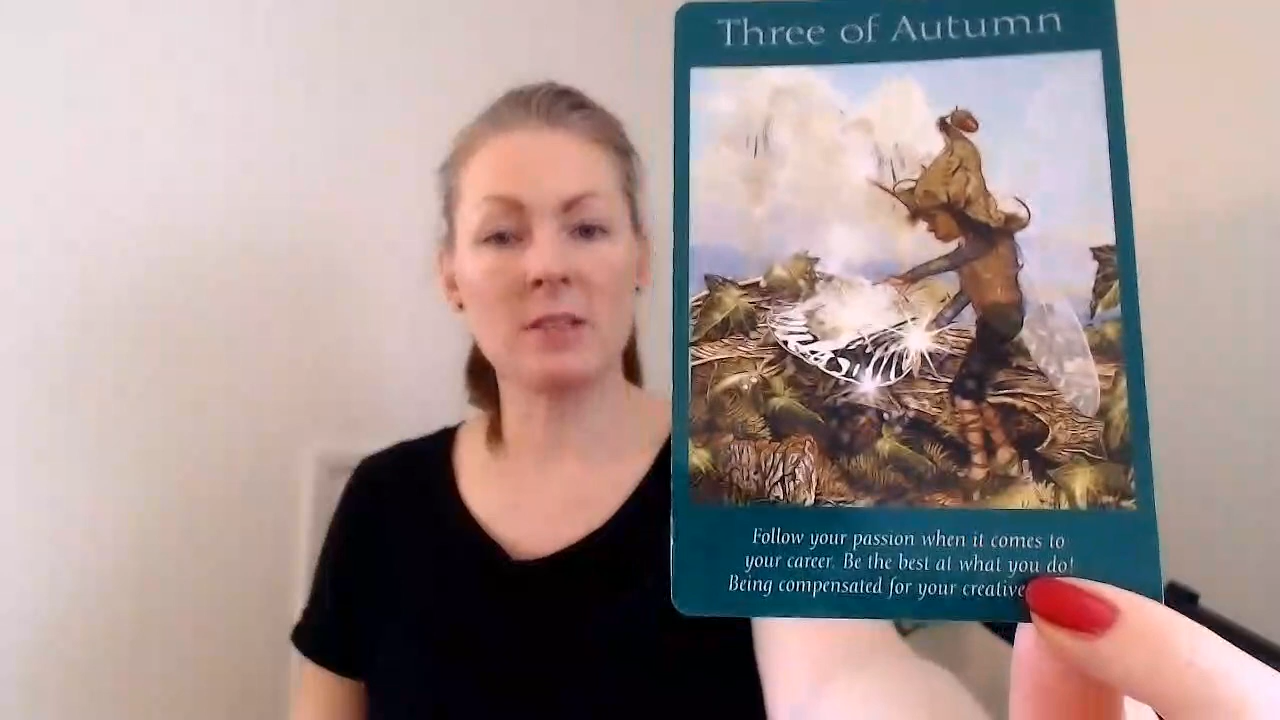 Three of Autumn
Follow your passion when it comes to
your career. Be the best at what you do!
Being compensated for your creative